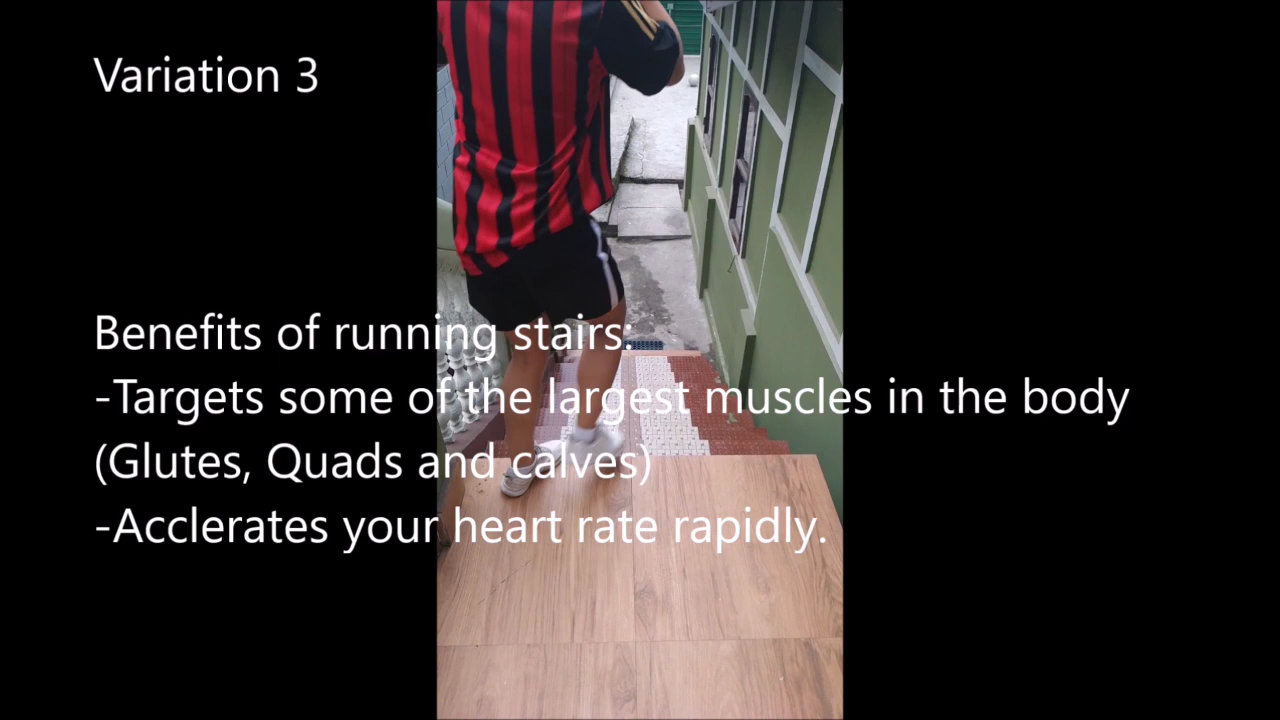 Variation 3
Benefits of running stairs:
-Targets some of the largest muscles in the body
(Glutes, Quads and calves)
-Acclerates your heart rate rapidly.